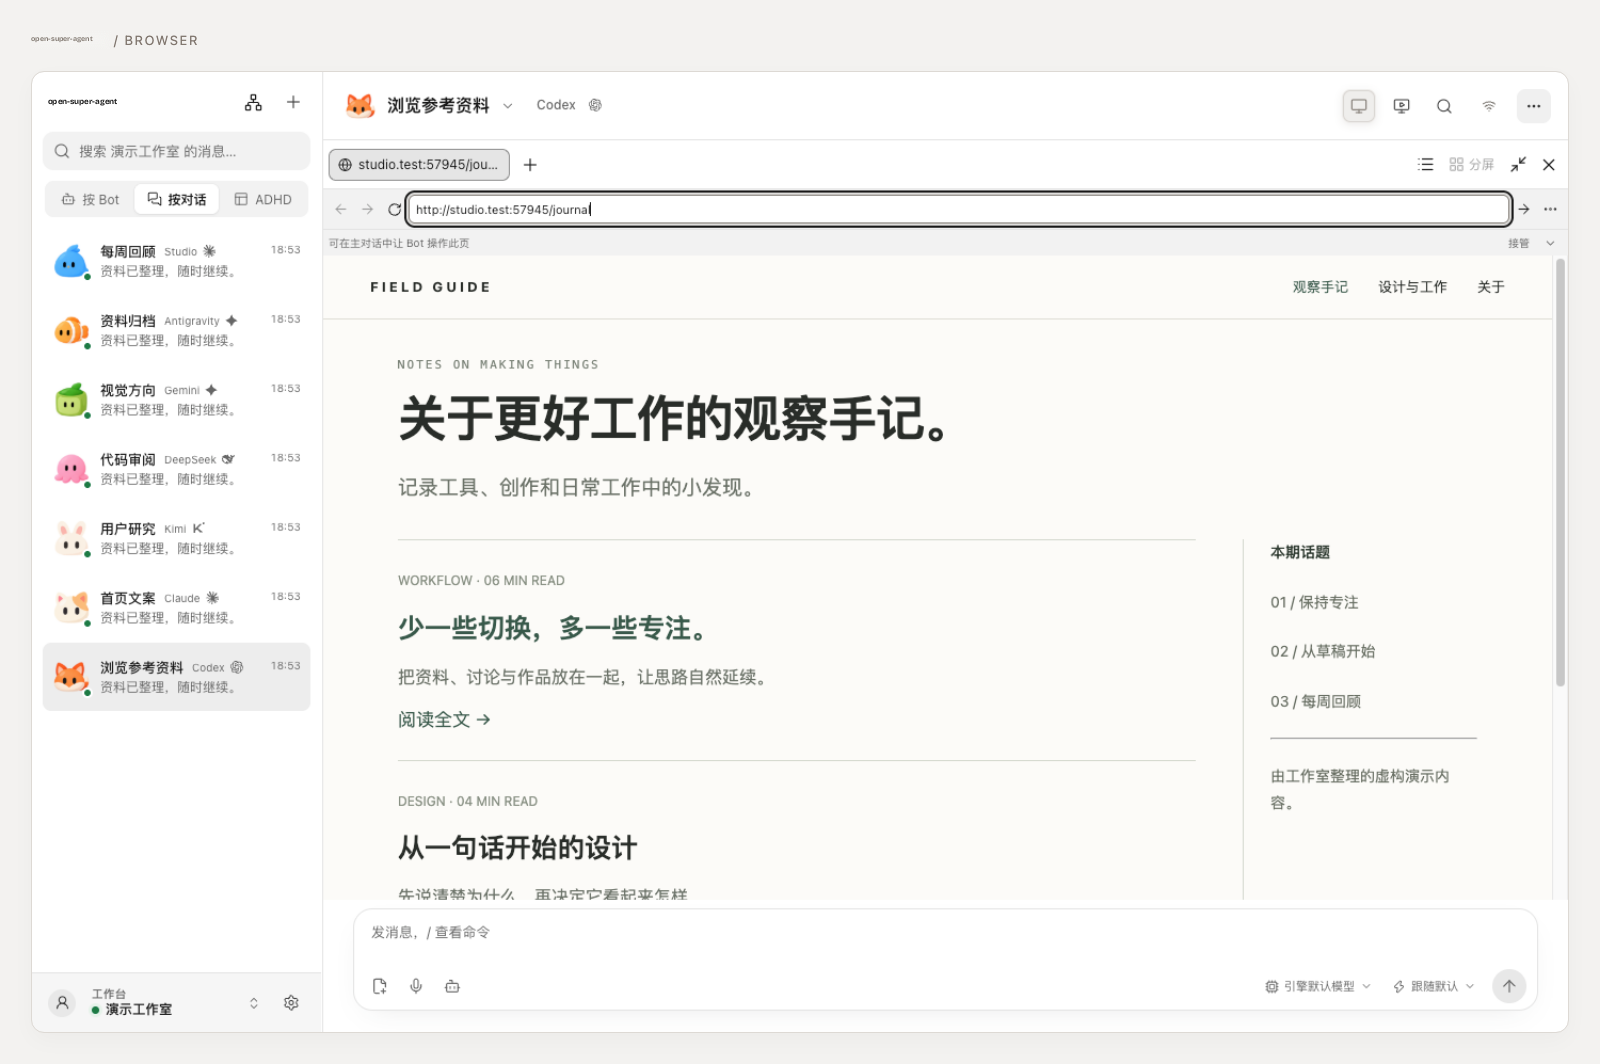 open-super-agent / BROWSER
open-super-agent
搜索 演示工作室 的消息...
按 Bot
按对话
ADHD
每周回顾 Studio 18:53
资料已整理，随时继续。
资料归档 Antigravity 18:53
资料已整理，随时继续。
视觉方向 Gemini 18:53
资料已整理，随时继续。
代码审阅 DeepSeek 18:53
资料已整理，随时继续。
用户研究 Kimi 18:53
资料已整理，随时继续。
首页文案 Claude 18:53
资料已整理，随时继续。
浏览参考资料 Codex 18:53
资料已整理，随时继续。
工作台
演示工作室
浏览参考资料 Codex
studio.test:57945/jou...
分屏
http://studio.test:57945/journal
可在主对话中让 Bot 操作此页
接管
FIELD GUIDE
观察手记 设计与工作 关于
NOTES ON MAKING THINGS
关于更好工作的观察手记。
记录工具、创作和日常工作中的小发现。
WORKFLOW · 06 MIN READ
少一些切换，多一些专注。
把资料、讨论与作品放在一起，让思路自然延续。
阅读全文 →
DESIGN · 04 MIN READ
从一句话开始的设计
先说清楚为什么，再决定它看起来怎样
本期话题
01 / 保持专注
02 / 从草稿开始
03 / 每周回顾
由工作室整理的虚构演示内
容。
发消息，/ 查看命令
引擎默认模型
跟随默认